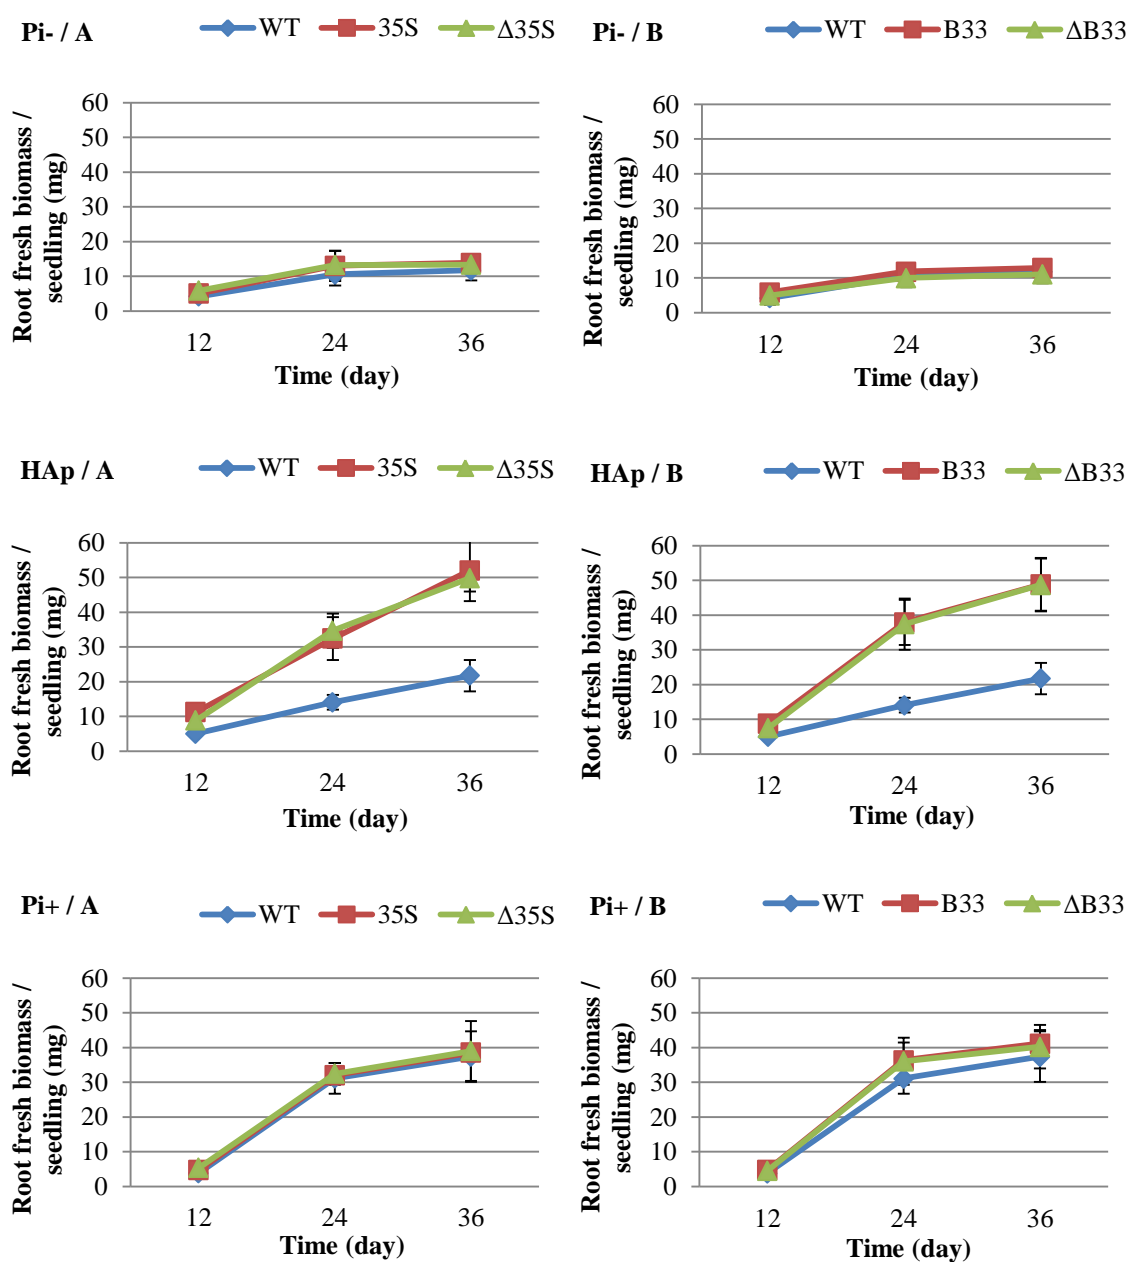 Pi- / A
WT 35S Δ35S
Root fresh biomass /
seedling (mg)
60
50
40
30
20
10
0
12 24 36
Time (day)
Pi- / B
WT B33 ΔB33
Root fresh biomass /
seedling (mg)
60
50
40
30
20
10
0
12 24 36
Time (day)
HAp / A
WT 35S Δ35S
Root fresh biomass /
seedling (mg)
60
50
40
30
20
10
0
12 24 36
Time (day)
HAp / B
WT B33 ΔB33
Root fresh biomass /
seedling (mg)
60
50
40
30
20
10
0
12 24 36
Time (day)
Pi+ / A
WT 35S Δ35S
Root fresh biomass /
seedling (mg)
60
50
40
30
20
10
0
12 24 36
Time (day)
Pi+ / B
WT B33 ΔB33
Root fresh biomass /
seedling (mg)
60
50
40
30
20
10
0
12 24 36
Time (day)